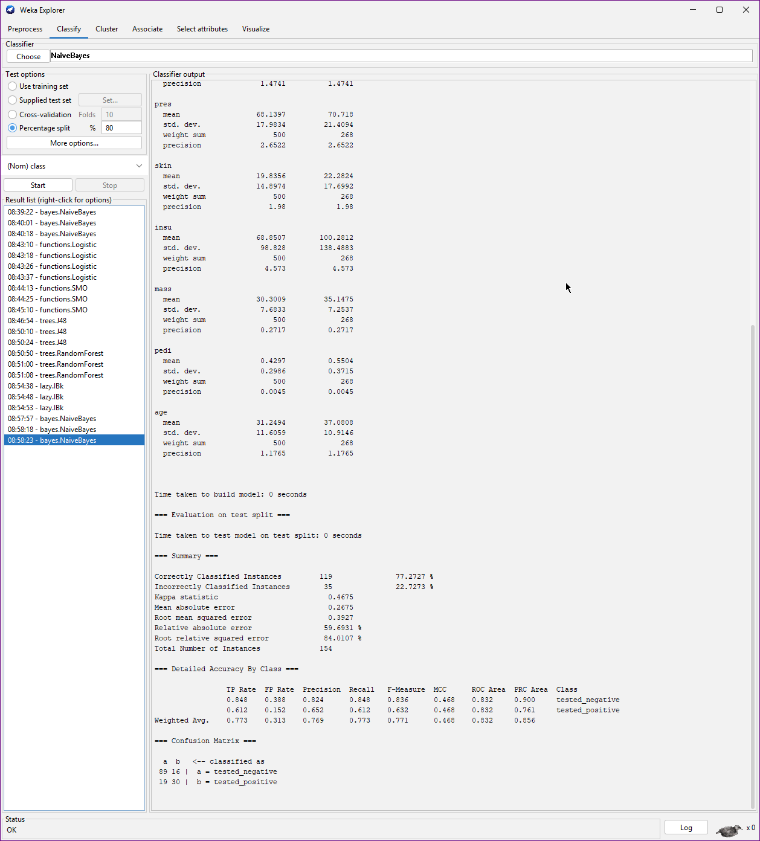 Weka Explorer
Preprocess Classify Cluster Associate Select attributes Visualize
Classifier
Choose NaiveBayes
Test options
Use training set
Supplied test set Set...
Cross-validation Folds 10
Percentage split % 80
More options...
(Nom) class
Start Stop
Result list (right-click for options)
08:39:22 - bayes.NaiveBayes
08:40:01 - bayes.NaiveBayes
08:40:18 - bayes.NaiveBayes
08:43:10 - functions.Logistic
08:43:18 - functions.Logistic
08:43:26 - functions.Logistic
08:43:37 - functions.Logistic
08:44:13 - functions.SMO
08:44:25 - functions.SMO
08:45:10 - functions.SMO
08:46:54 - trees.J48
08:50:10 - trees.J48
08:50:24 - trees.J48
08:50:50 - trees.RandomForest
08:51:00 - trees.RandomForest
08:51:08 - trees.RandomForest
08:54:38 - lazy.IBk
08:54:48 - lazy.IBk
08:54:53 - lazy.IBk
08:57:57 - bayes.NaiveBayes
08:58:18 - bayes.NaiveBayes
08:58:23 - bayes.NaiveBayes
Classifier output
precision 1.4741 1.4741
pres
mean 68.1397 70.718
std. dev. 17.9834 21.4094
weight sum 500 268
precision 2.6522 2.6522
skin
mean 19.8356 22.2824
std. dev. 14.8974 17.6992
weight sum 500 268
precision 1.98 1.98
insu
mean 68.8507 100.2812
std. dev. 98.828 138.4883
weight sum 500 268
precision 4.573 4.573
mass
mean 30.3009 35.1475
std. dev. 7.6833 7.2537
weight sum 500 268
precision 0.2717 0.2717
pedi
mean 0.4297 0.5504
std. dev. 0.2986 0.3715
weight sum 500 268
precision 0.0045 0.0045
age
mean 31.2494 37.0808
std. dev. 11.6059 10.9146
weight sum 500 268
precision 1.1765 1.1765
Time taken to build model: 0 seconds
=== Evaluation on test split ===
Time taken to test model on test split: 0 seconds
=== Summary ===
Correctly Classified Instances 119 77.2727 %
Incorrectly Classified Instances 35 22.7273 %
Kappa statistic 0.4675
Mean absolute error 0.2675
Root mean squared error 0.3927
Relative absolute error 59.6931 %
Root relative squared error 84.0107 %
Total Number of Instances 154
=== Detailed Accuracy By Class ===
TP Rate FP Rate Precision Recall F-Measure MCC ROC Area PRC Area Class
0.848 0.388 0.824 0.848 0.836 0.468 0.832 0.900 tested_negative
0.612 0.152 0.652 0.612 0.632 0.468 0.832 0.761 tested_positive
Weighted Avg. 0.773 0.313 0.769 0.773 0.771 0.468 0.832 0.856
=== Confusion Matrix ===
a b <-- classified as
89 16 | a = tested_negative
19 30 | b = tested_positive
Status
OK
Log
x 0